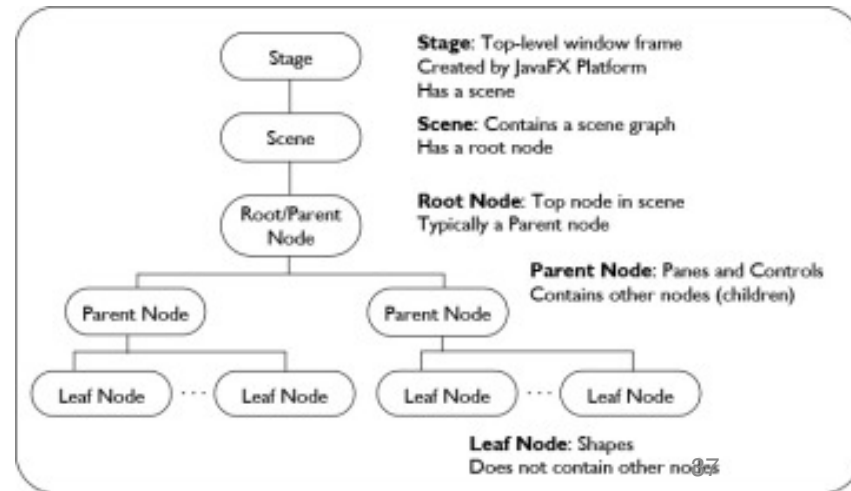 Stage
Stage: Top-level window frame
Created by JavaFX Platform
Has a scene
Scene
Scene: Contains a scene graph
Has a root node
Root/Parent
Node
Root Node: Top node in scene
Typically a Parent node
Parent Node: Panes and Controls
Contains other nodes (children)
Parent Node
Parent Node
Leaf Node ··· Leaf Node
Leaf Node ··· Leaf Node
Leaf Node: Shapes
Does not contain other nodes
37